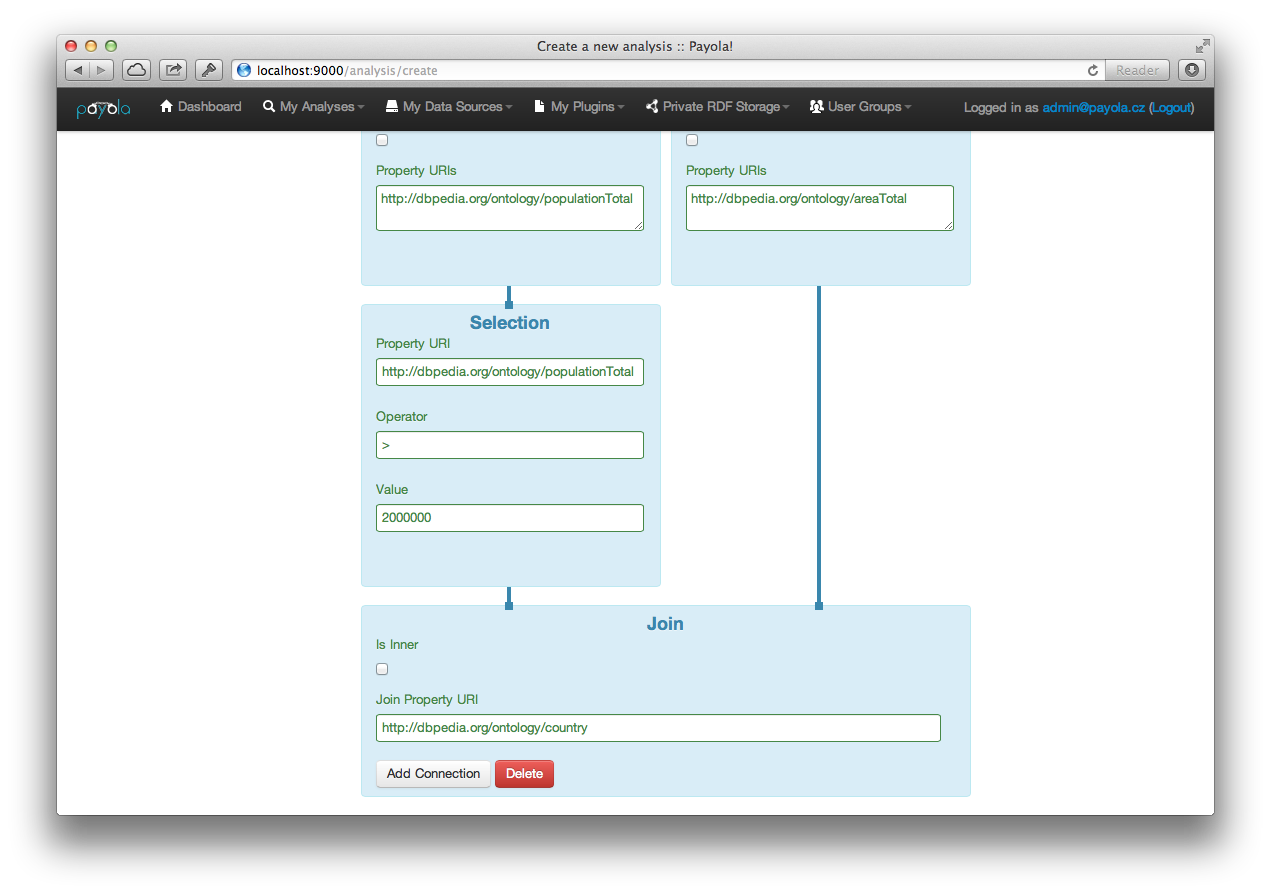 Create a new analysis :: Payola!
localhost:9000/analysis/create
Reader
payola
Dashboard
My Analyses
My Data Sources
My Plugins
Private RDF Storage
User Groups
Logged in as admin@payola.cz (Logout)
Property URIs
http://dbpedia.org/ontology/populationTotal
Property URIs
http://dbpedia.org/ontology/areaTotal
Selection
Property URI
http://dbpedia.org/ontology/populationTotal
Operator
>
Value
2000000
Join
Is Inner
Join Property URI
http://dbpedia.org/ontology/country
Add Connection
Delete